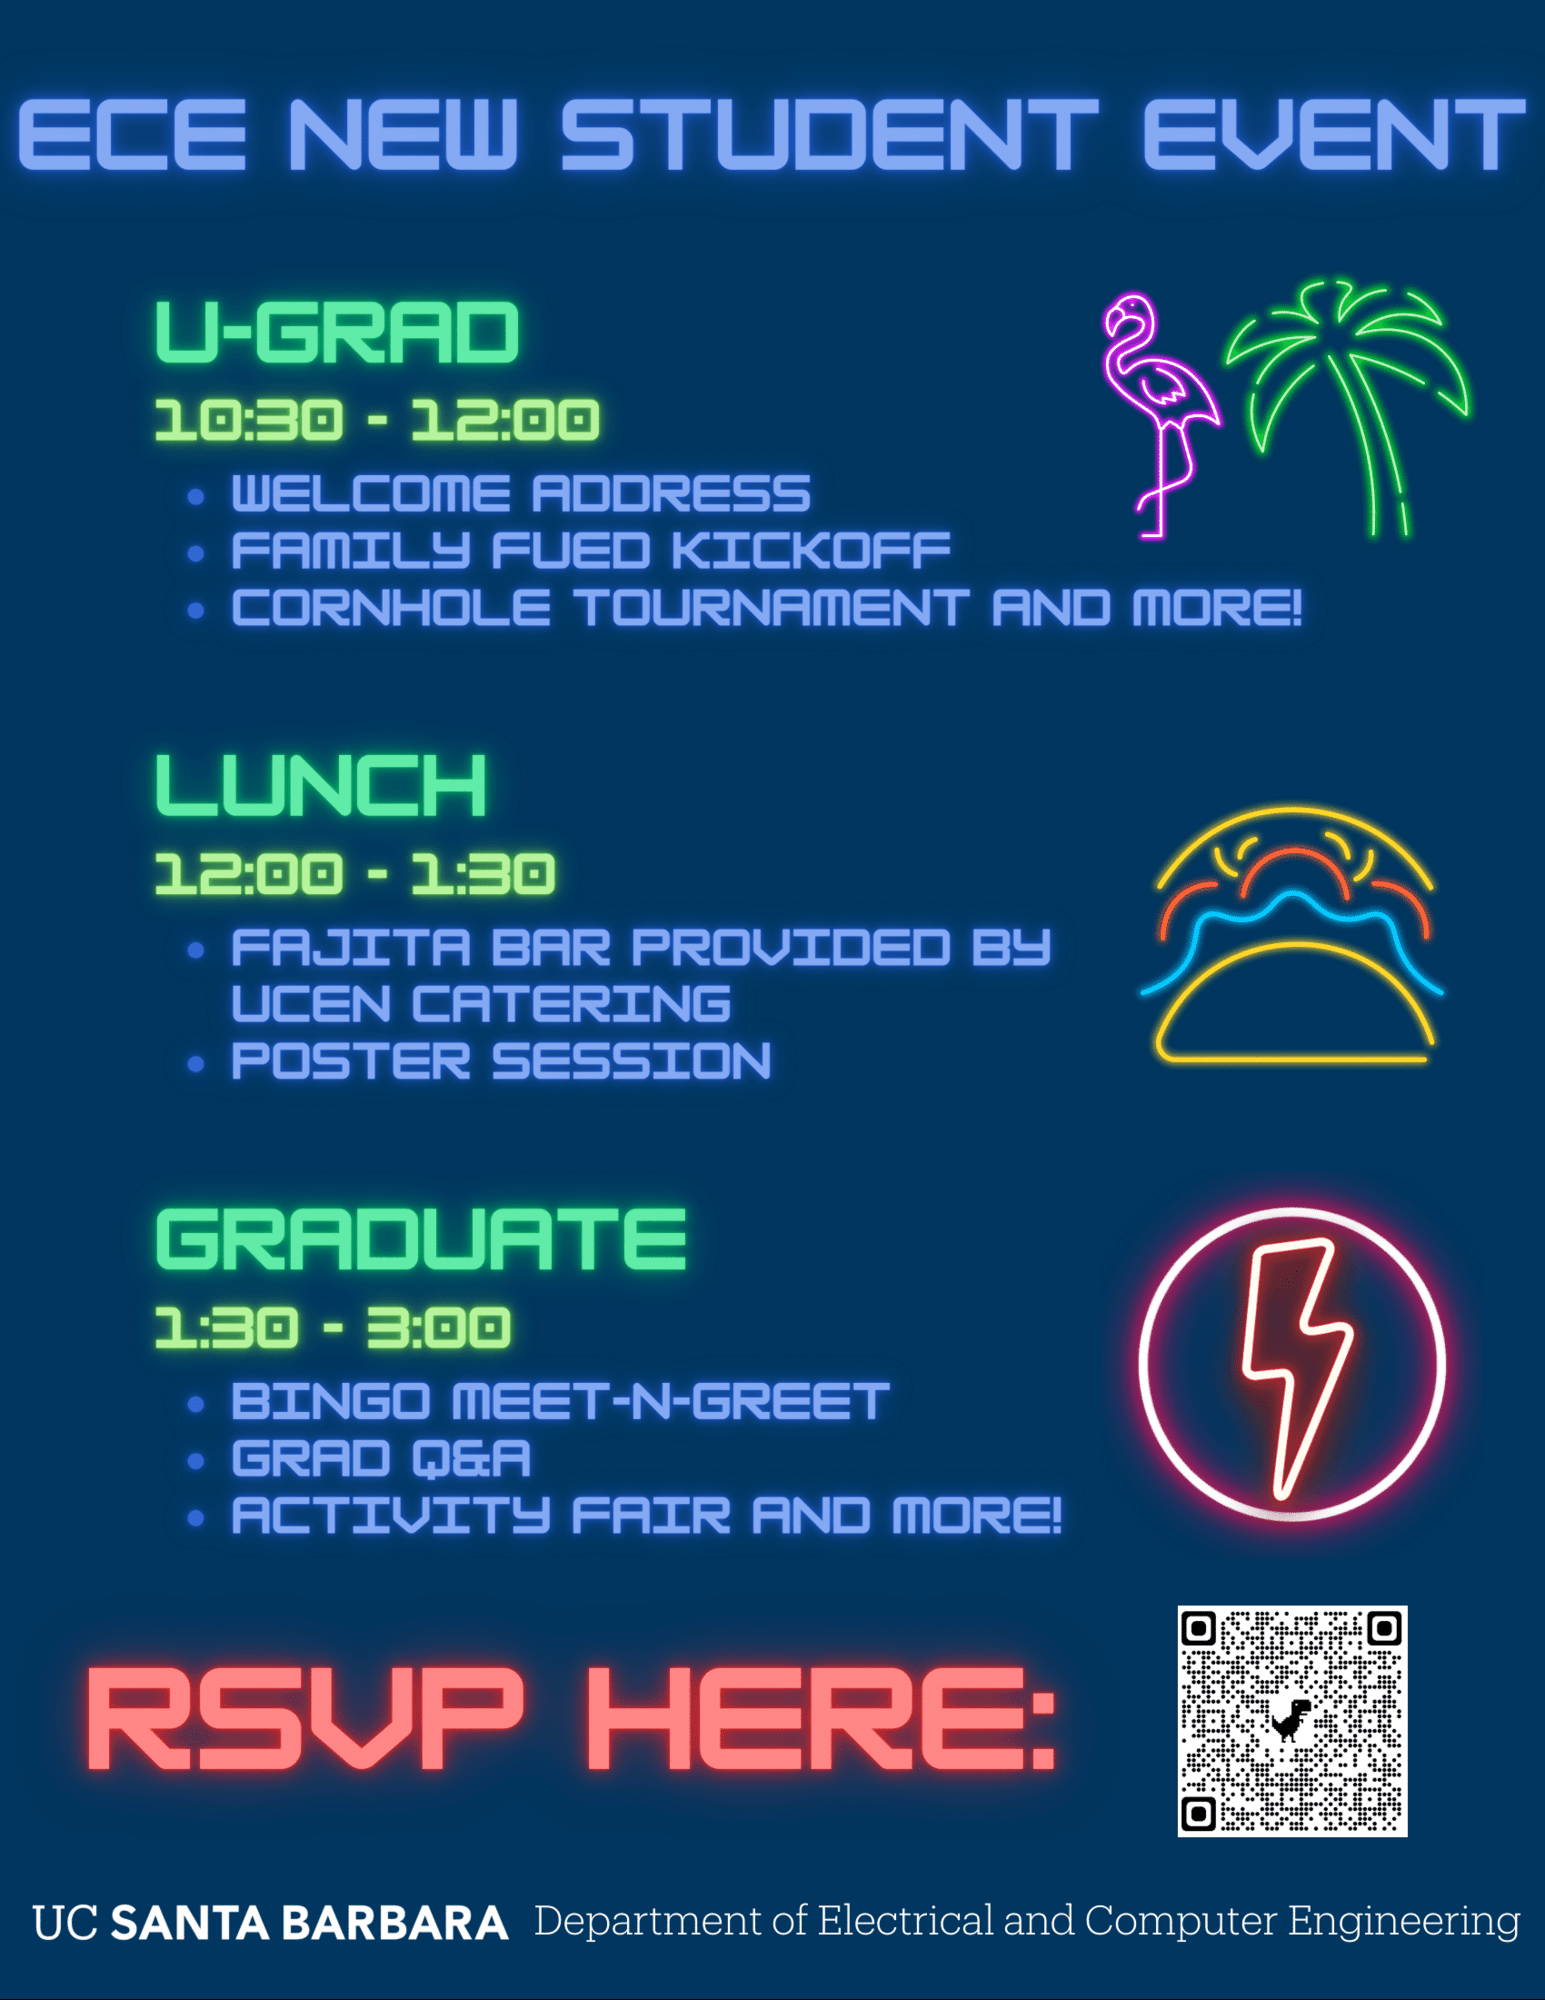 ECE NEW STUDENT EVENT
U-GRAD
10:30 - 12:00
• WELCOME ADDRESS
• FAMILY FUED KICKOFF
• CORNHOLE TOURNAMENT AND MORE!
LUNCH
12:00 - 1:30
• FAJITA BAR PROVIDED BY
UCEN CATERING
• POSTER SESSION
GRADUATE
1:30 - 3:00
• BINGO MEET-N-GREET
• GRAD Q&A
• ACTIVITY FAIR AND MORE!
RSVP HERE:
UC SANTA BARBARA Department of Electrical and Computer Engineering